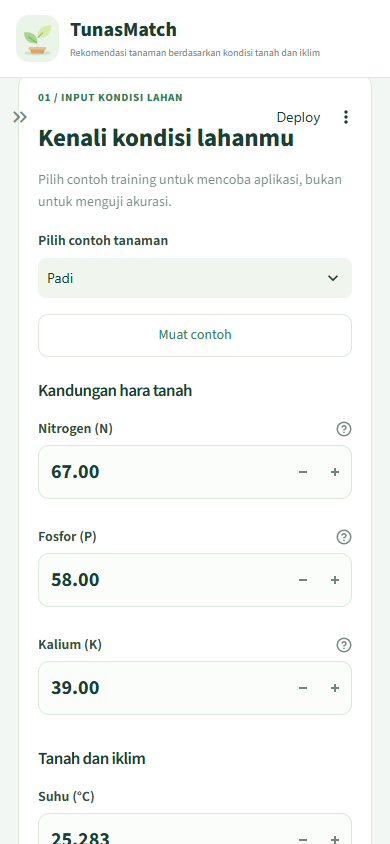 TunasMatch
Rekomendasi tanaman berdasarkan kondisi tanah dan iklim
01 / INPUT KONDISI LAHAN
Deploy
Kenali kondisi lahanmu
Pilih contoh training untuk mencoba aplikasi, bukan
untuk menguji akurasi.
Pilih contoh tanaman
Padi
Muat contoh
Kandungan hara tanah
Nitrogen (N)
67.00
Fosfor (P)
58.00
Kalium (K)
39.00
Tanah dan iklim
Suhu (°C)
25.283